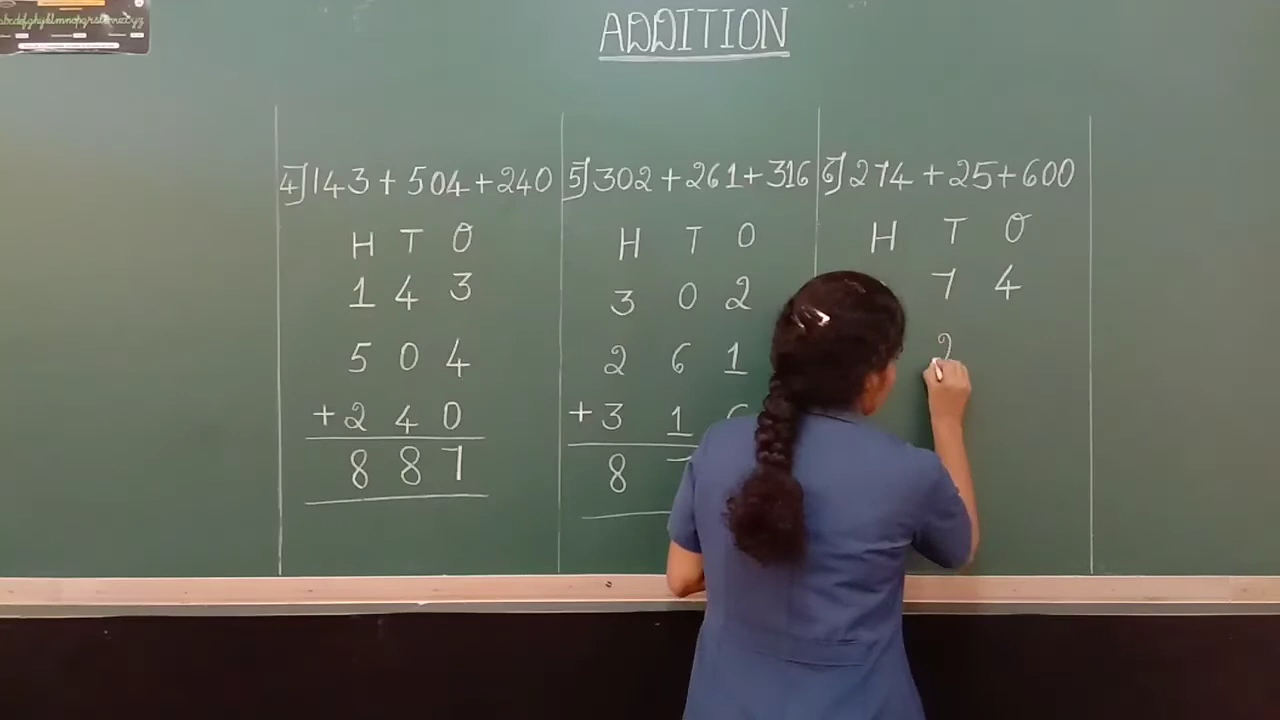 abcdefghijklmnopqrstuvwxyz
ADDITION
4] 143 + 504 + 240
H T O
1 4 3
5 0 4
+ 2 4 0
8 8 7
5] 302 + 261 + 316
H T O
3 0 2
2 6 1
+ 3 1
8
6] 274 + 25 + 600
H T O
7 4
2